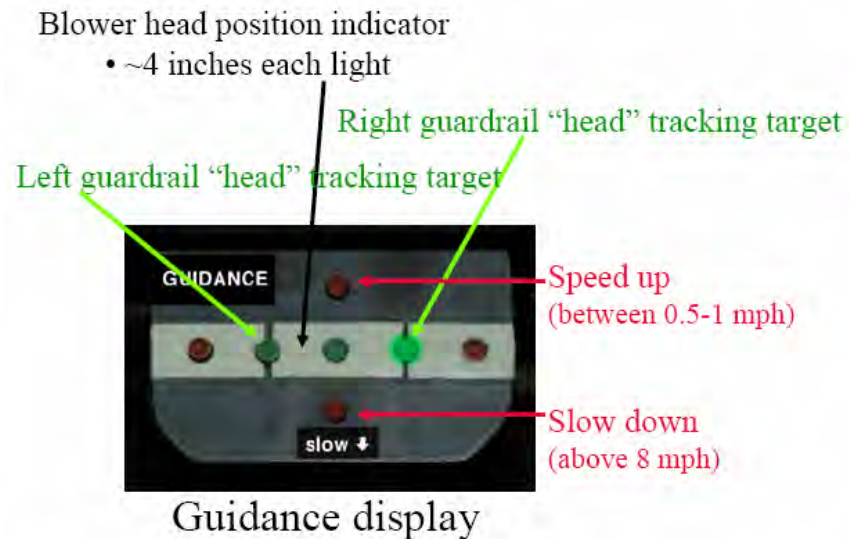 Blower head position indicator
• ~4 inches each light
Right guardrail “head” tracking target
Left guardrail “head” tracking target
GUIDANCE
Speed up
(between 0.5-1 mph)
Slow down
(above 8 mph)
slow ⬇
Guidance display